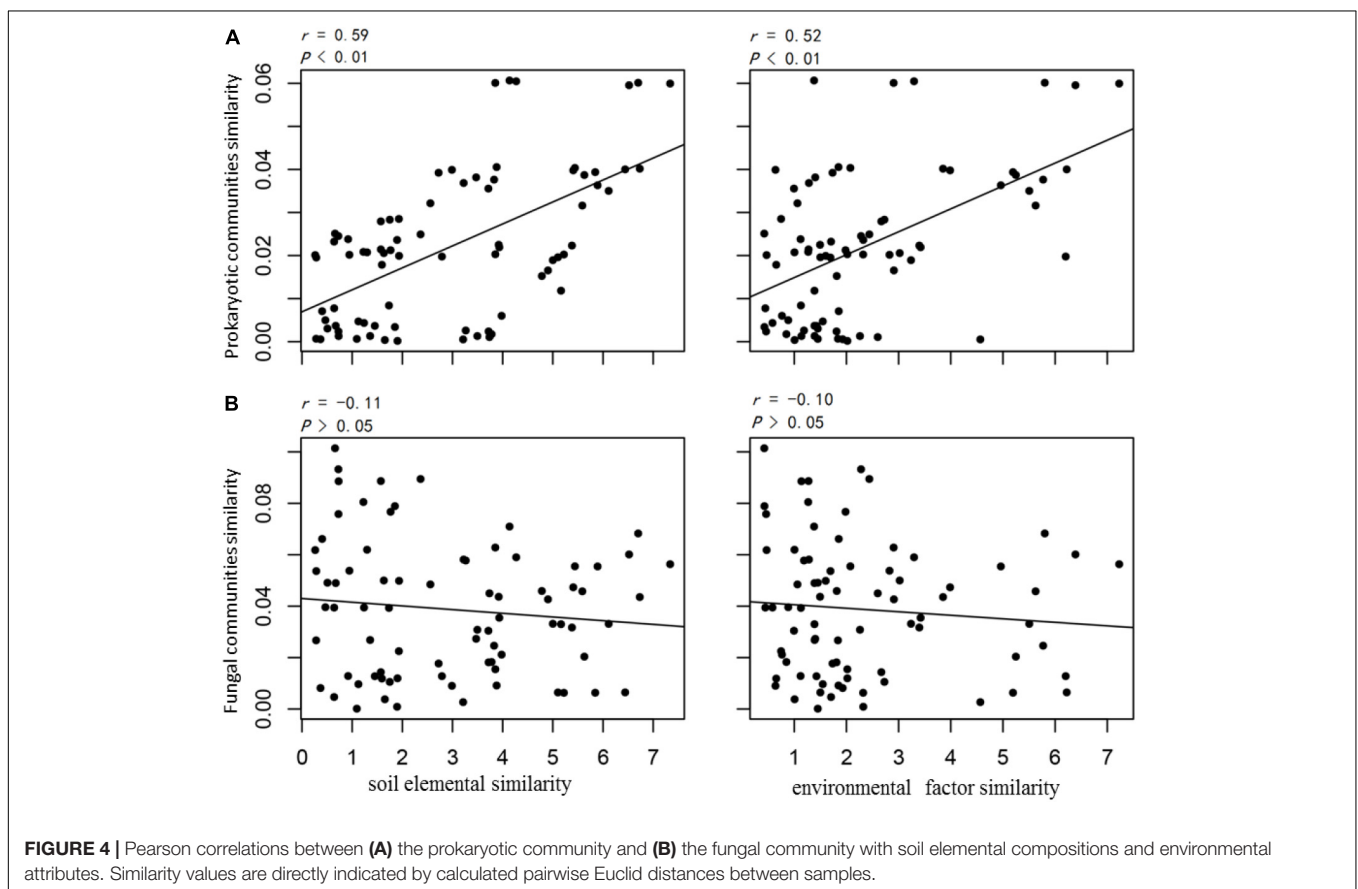 A
r = 0.59
P < 0.01
r = 0.52
P < 0.01
Prokaryotic communities similarity
0.06
0.04
0.02
0.00
B
r = -0.11
P > 0.05
r = -0.10
P > 0.05
Fungal communities similarity
0.08
0.04
0.00
0 1 2 3 4 5 6 7
1 2 3 4 5 6 7
soil elemental similarity
environmental factor similarity
FIGURE 4 | Pearson correlations between (A) the prokaryotic community and (B) the fungal community with soil elemental compositions and environmental
attributes. Similarity values are directly indicated by calculated pairwise Euclid distances between samples.